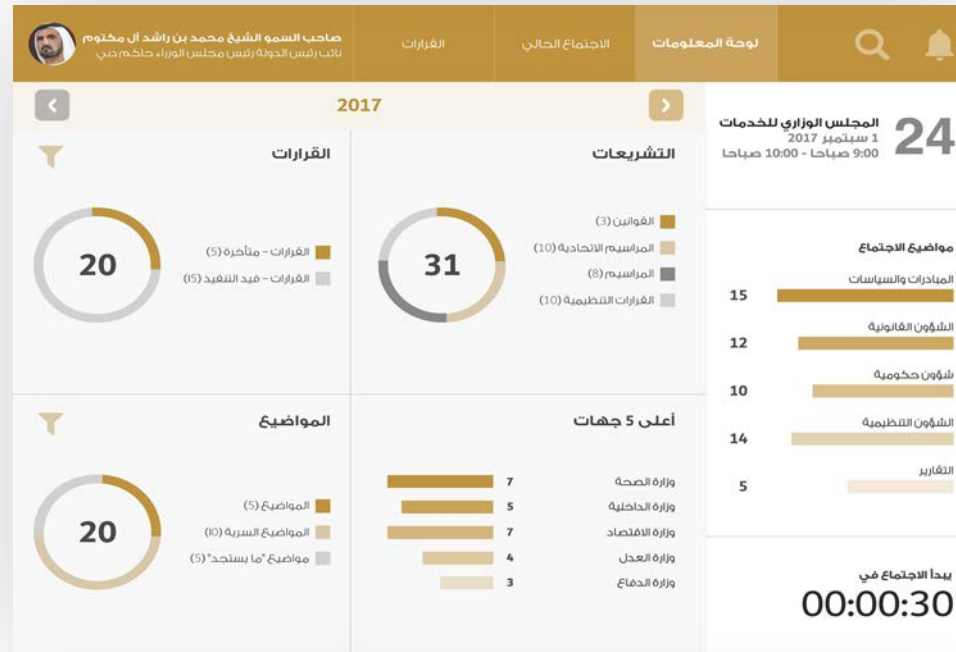 لوحة المعلومات
الاجتماع الحالي
القرارات
صاحب السمو الشيخ محمد بن راشد آل مكتوم
نائب رئيس الدولة رئيس مجلس الوزراء حاكم دبي
24
المجلس الوزاري للخدمات
1 سبتمبر 2017
9:00 صباحا - 10:00 صباحا
مواضيع الاجتماع
المبادرات والسياسات
15
الشؤون القانونية
12
شؤون حكومية
10
الشؤون التنظيمية
14
التقارير
5
يبدأ الاجتماع في
00:00:30
2017
التشريعات
القوانين (3)
المراسيم الاتحادية (10)
المراسيم (8)
القرارات التنظيمية (10)
31
القرارات
القرارات - متأخرة (5)
القرارات - قيد التنفيذ (15)
20
أعلى 5 جهات
وزارة الصحة 7
وزارة الداخلية 5
وزارة الاقتصاد 7
وزارة العدل 4
وزارة الدفاع 3
المواضيع
المواضيع (5)
المواضيع السرية (10)
مواضيع "ما يستجد" (5)
20